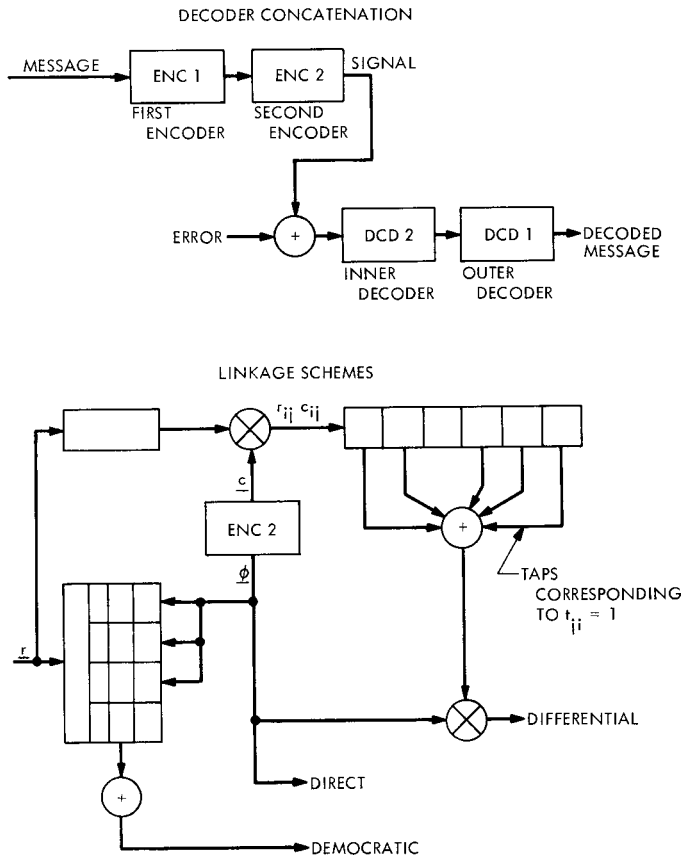 DECODER CONCATENATION
MESSAGE
ENC 1
ENC 2
SIGNAL
FIRST
ENCODER
SECOND
ENCODER
ERROR
+
DCD 2
DCD 1
DECODED
MESSAGE
INNER
DECODER
OUTER
DECODER
LINKAGE SCHEMES
r_ij c_ij
c
ENC 2
+
ϕ
TAPS
CORRESPONDING
TO t_ij = 1
r
DIFFERENTIAL
DIRECT
+
DEMOCRATIC